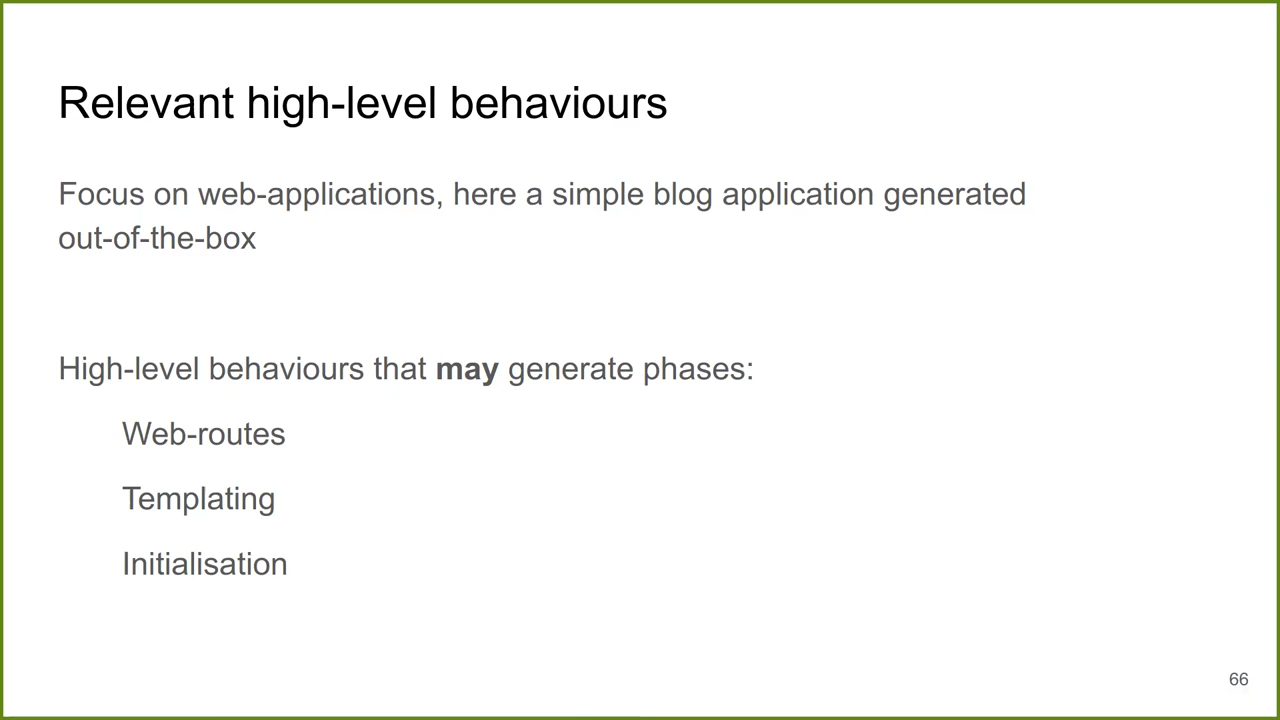 Relevant high-level behaviours
Focus on web-applications, here a simple blog application generated
out-of-the-box
High-level behaviours that may generate phases:
Web-routes
Templating
Initialisation
66